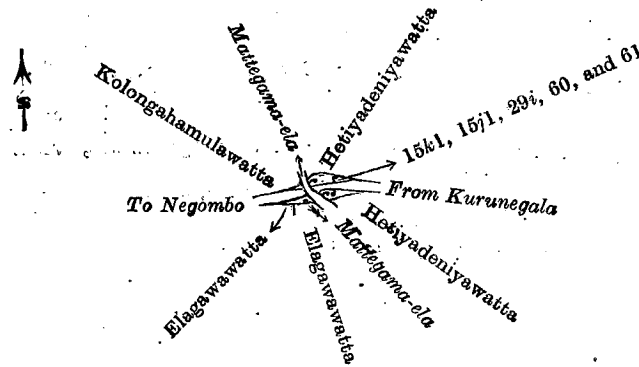 Mattegama-ela
Hetiyadeniyawatta
Kolongahamulawatta
15k1, 15j1, 29i, 60, and 61
To Negombo
From Kurunegala
Elagawawatta
Elagawawatta
Mattegama-ela
Hetiyadeniyawatta